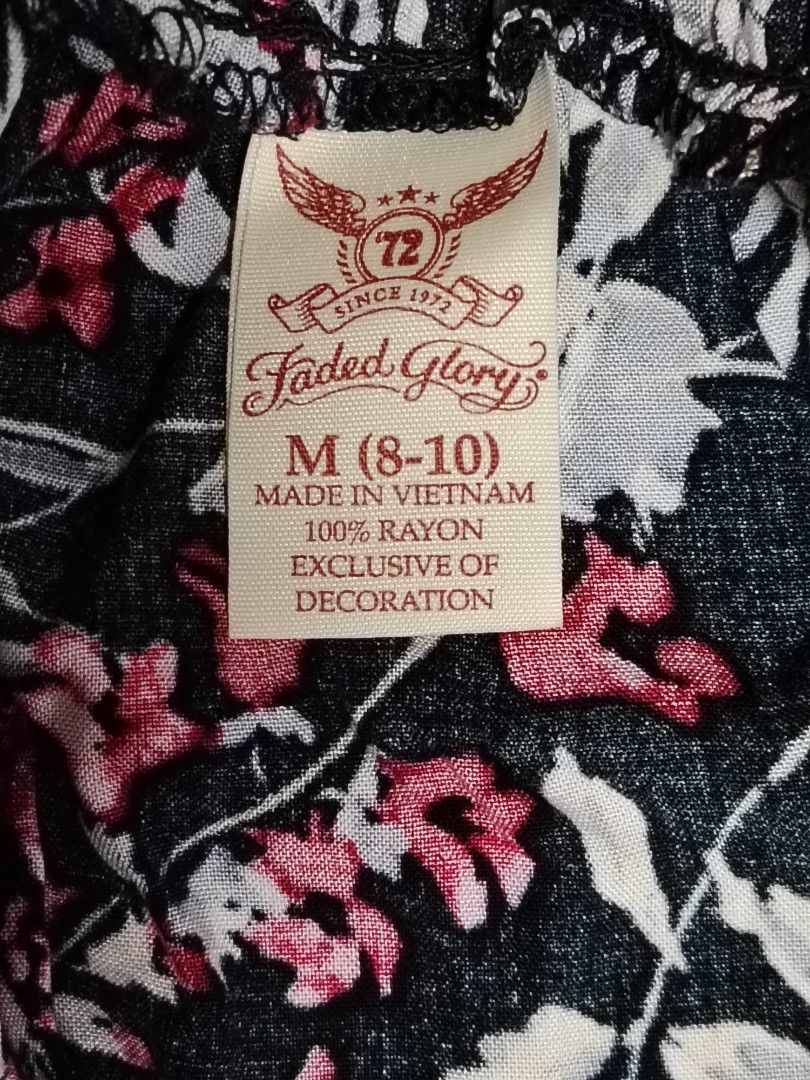 '72
SINCE 1972
Faded Glory®
M (8-10)
MADE IN VIETNAM
100% RAYON
EXCLUSIVE OF
DECORATION